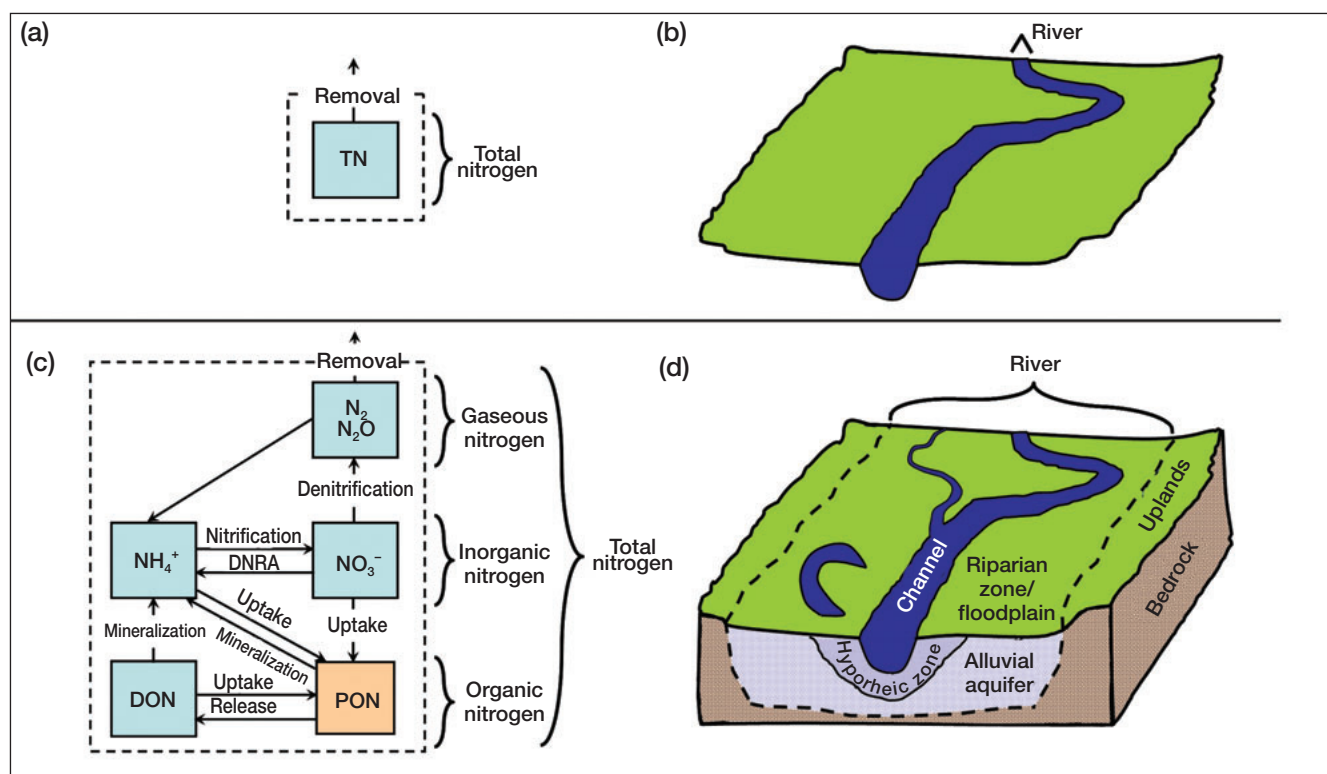 (a)
Removal
TN
Total
nitrogen
(b)
River
(c)
Removal
N₂
N₂O
Gaseous
nitrogen
Denitrification
NH₄⁺
Nitrification
DNRA
NO₃⁻
Inorganic
nitrogen
Total
nitrogen
Uptake
Mineralization
Mineralization
Uptake
DON
Uptake
Release
PON
Organic
nitrogen
(d)
River
Uplands
Channel
Riparian
zone/
floodplain
Bedrock
Hyporheic zone
Alluvial
aquifer